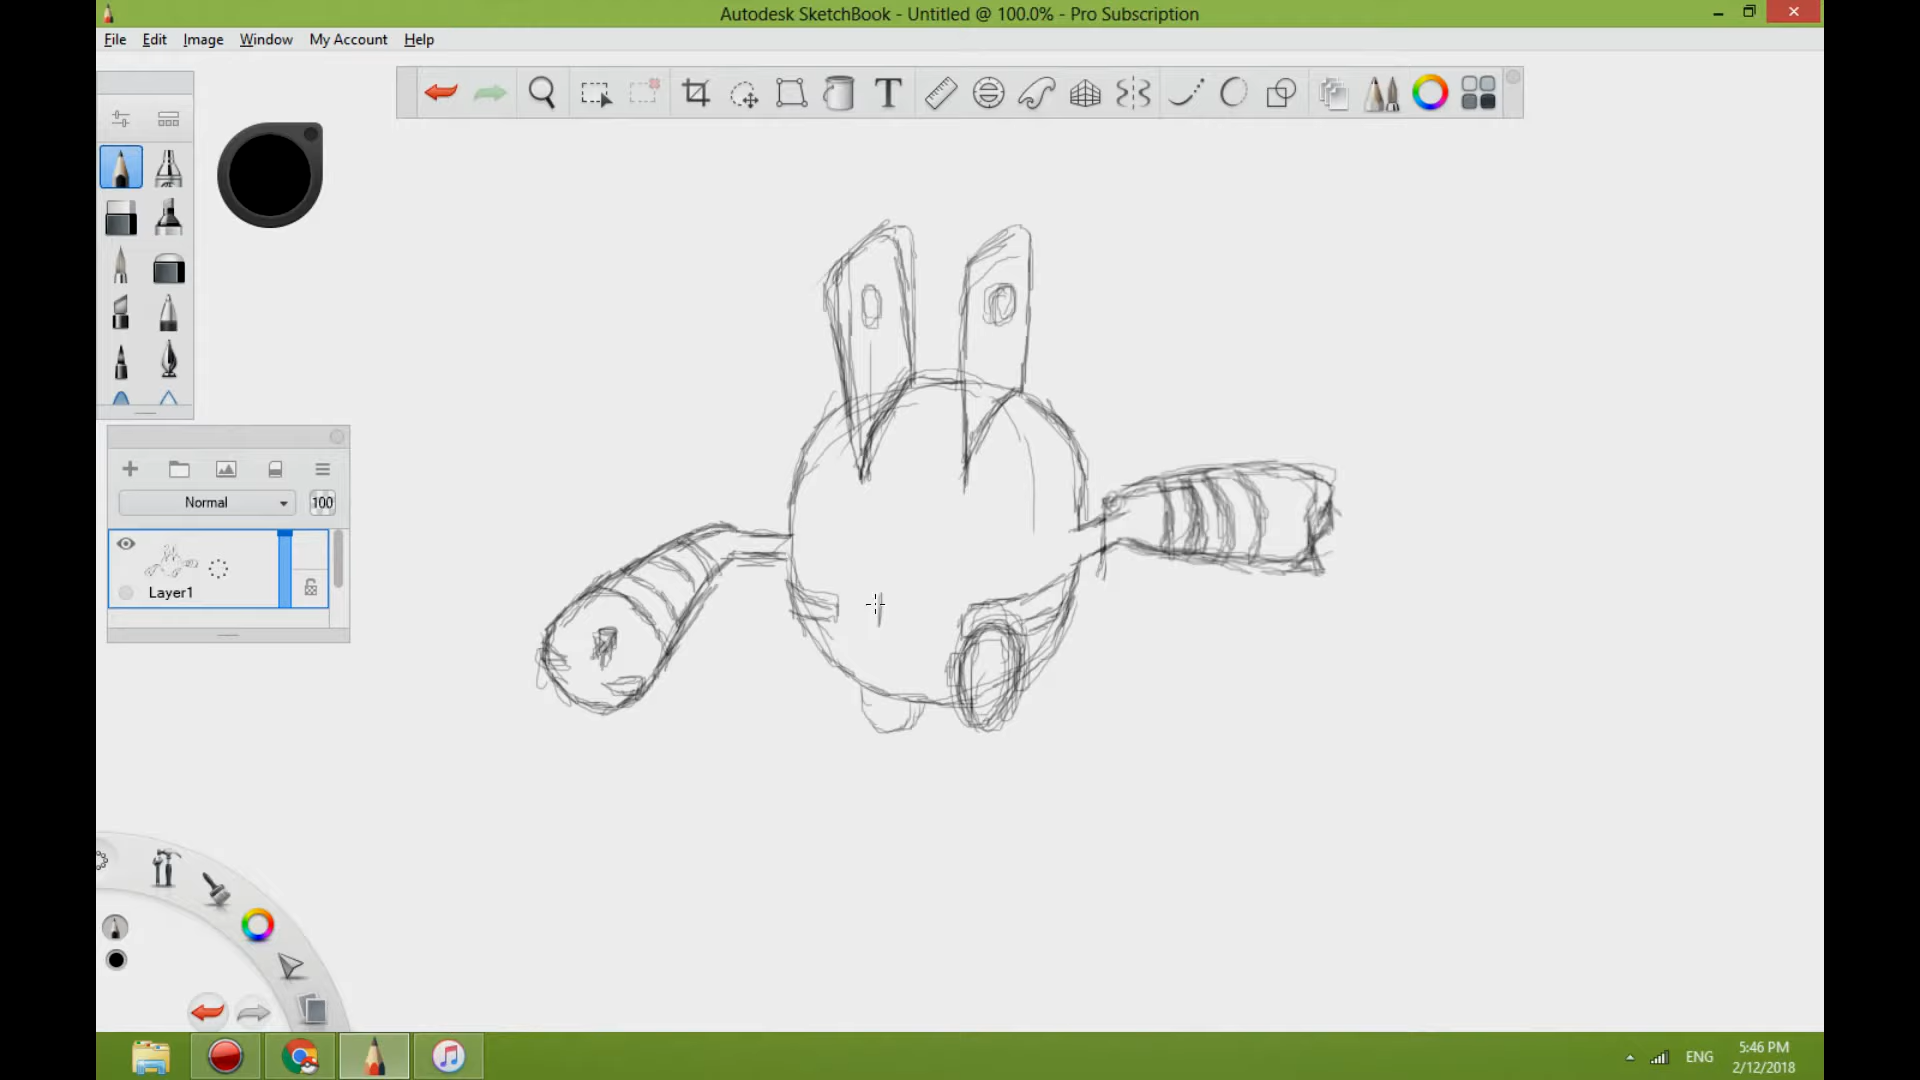 Autodesk SketchBook - Untitled @ 100.0% - Pro Subscription
File Edit Image Window My Account Help
T
Normal 100
Layer1
ENG
5:46 PM
2/12/2018